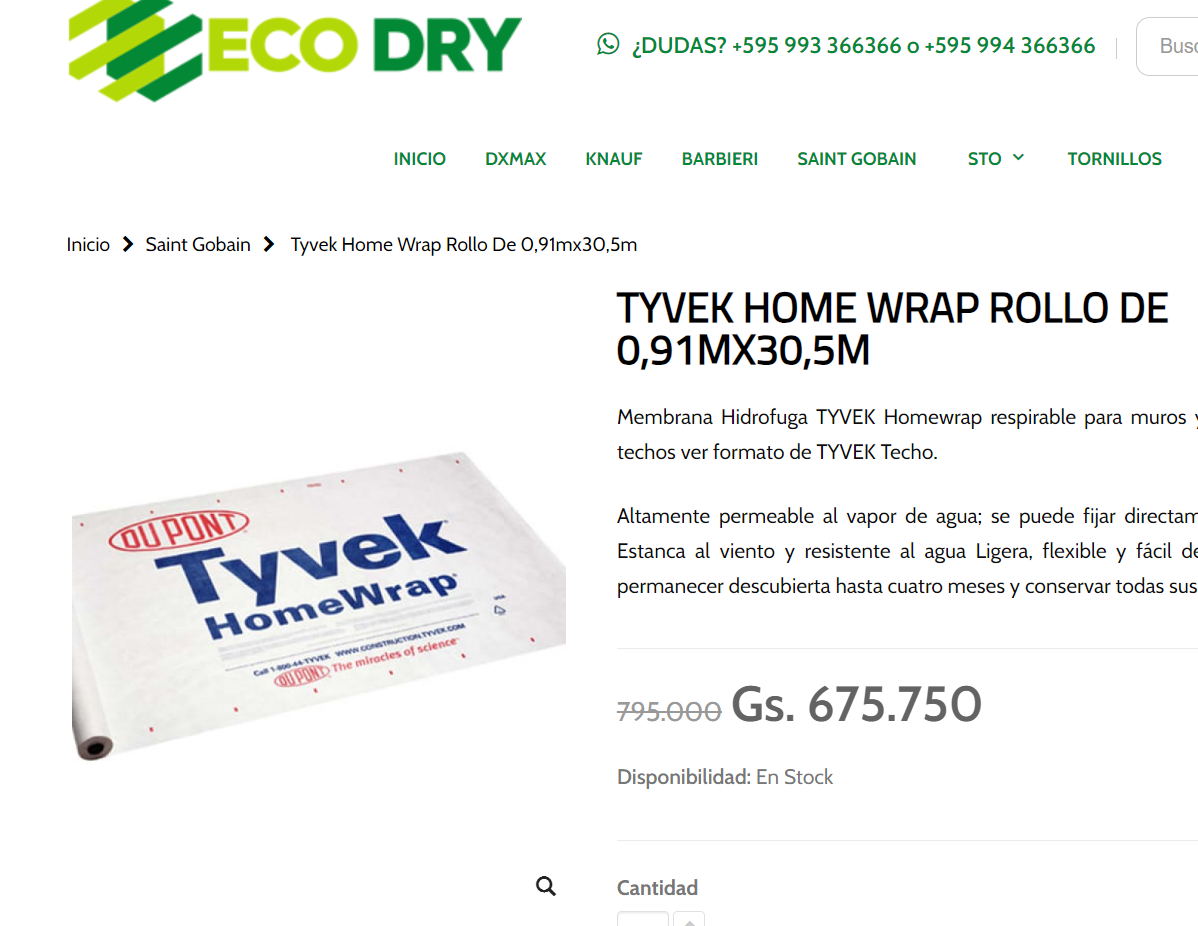 ECO DRY
¿DUDAS? +595 993 366366 o +595 994 366366
Busc
INICIO DXMAX KNAUF BARBIERI SAINT GOBAIN STO TORNILLOS
Inicio Saint Gobain Tyvek Home Wrap Rollo De 0,91mx30,5m
TYVEK HOME WRAP ROLLO DE
0,91MX30,5M
Membrana Hidrofuga TYVEK Homewrap respirable para muros y
techos ver formato de TYVEK Techo.
Altamente permeable al vapor de agua; se puede fijar directam
Estanca al viento y resistente al agua Ligera, flexible y fácil de
permanecer descubierta hasta cuatro meses y conservar todas sus
DUPONT
Tyvek
HomeWrap
Call 1-800-44-TYVEK WWW.CONSTRUCTION.TYVEK.COM
DUPONT The miracles of science
795.000 Gs. 675.750
Disponibilidad: En Stock
Cantidad